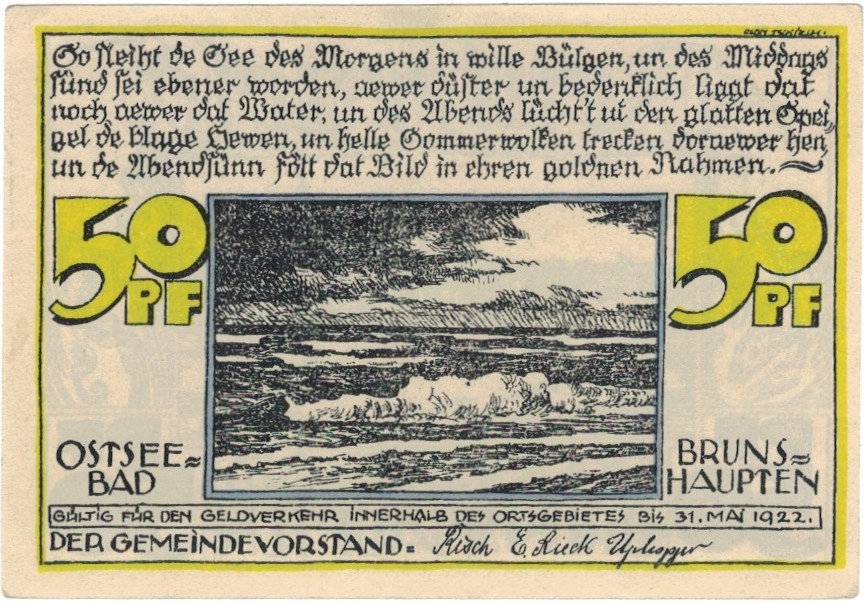 So fleiht de See des Morgens in wille Bülgen, un des Middags
sünd sei ebener worden, aewer düster un bedenklich liggt dat
noch aewer dat Water, un des Abends lücht't ut den glatten Spei-
gel de blage Hewen, un helle Sommerwolken trecken doraewer hen,
un de Abendsünn fött dat Bild in ehren goldnen Rahmen.
50 PF
50 PF
OSTSEE=
BAD
BRUNS=
HAUPTEN
GÜLTIG FÜR DEN GELDVERKEHR INNERHALB DES ORTSGEBIETES BIS 31. MAI 1922.
DER GEMEINDEVORSTAND= Risch E. Rieck